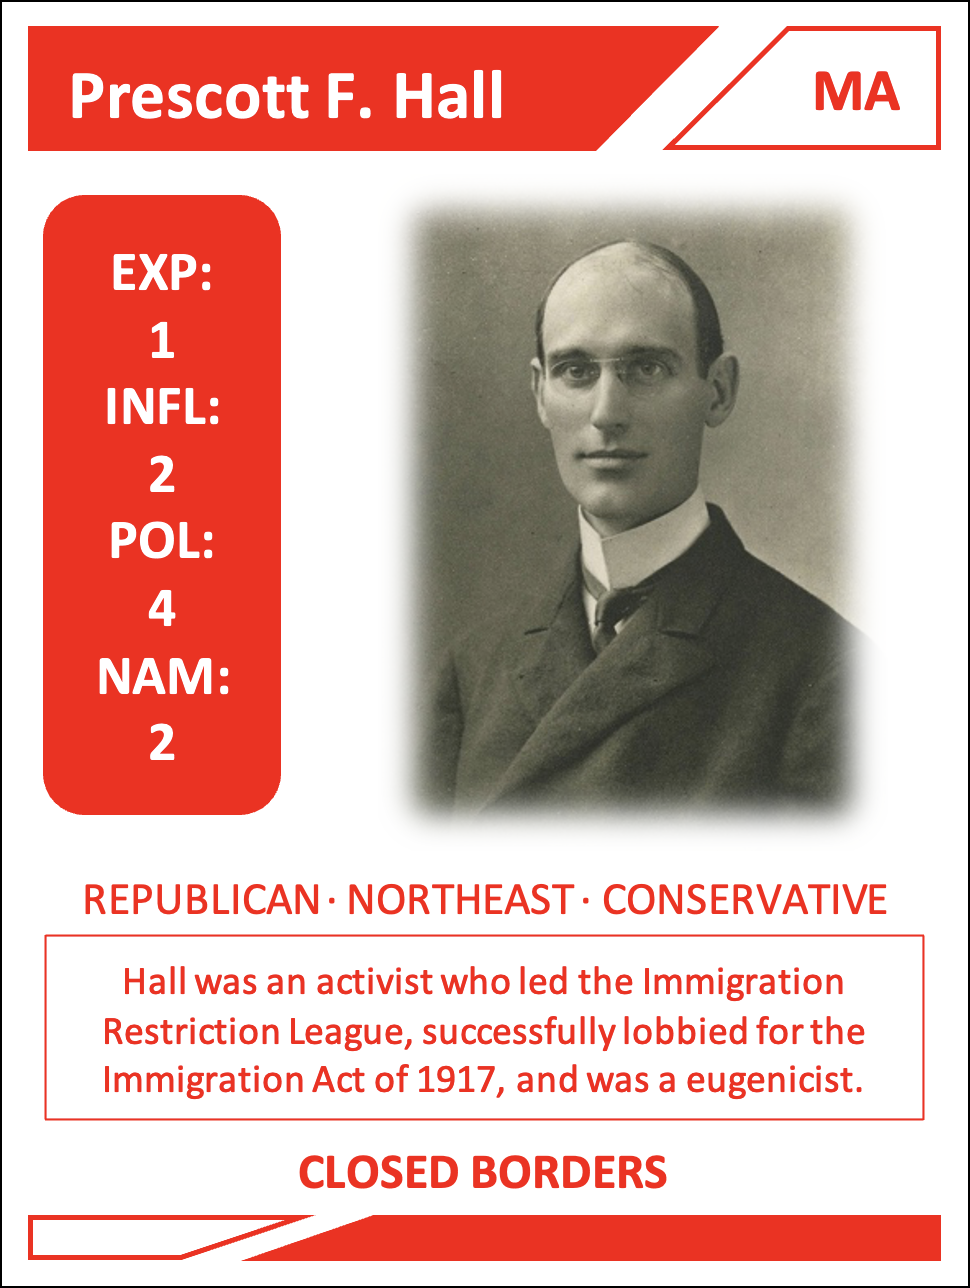 Prescott F. Hall
MA
EXP:
1
INFL:
2
POL:
4
NAM:
2
REPUBLICAN · NORTHEAST · CONSERVATIVE
Hall was an activist who led the Immigration
Restriction League, successfully lobbied for the
Immigration Act of 1917, and was a eugenicist.
CLOSED BORDERS